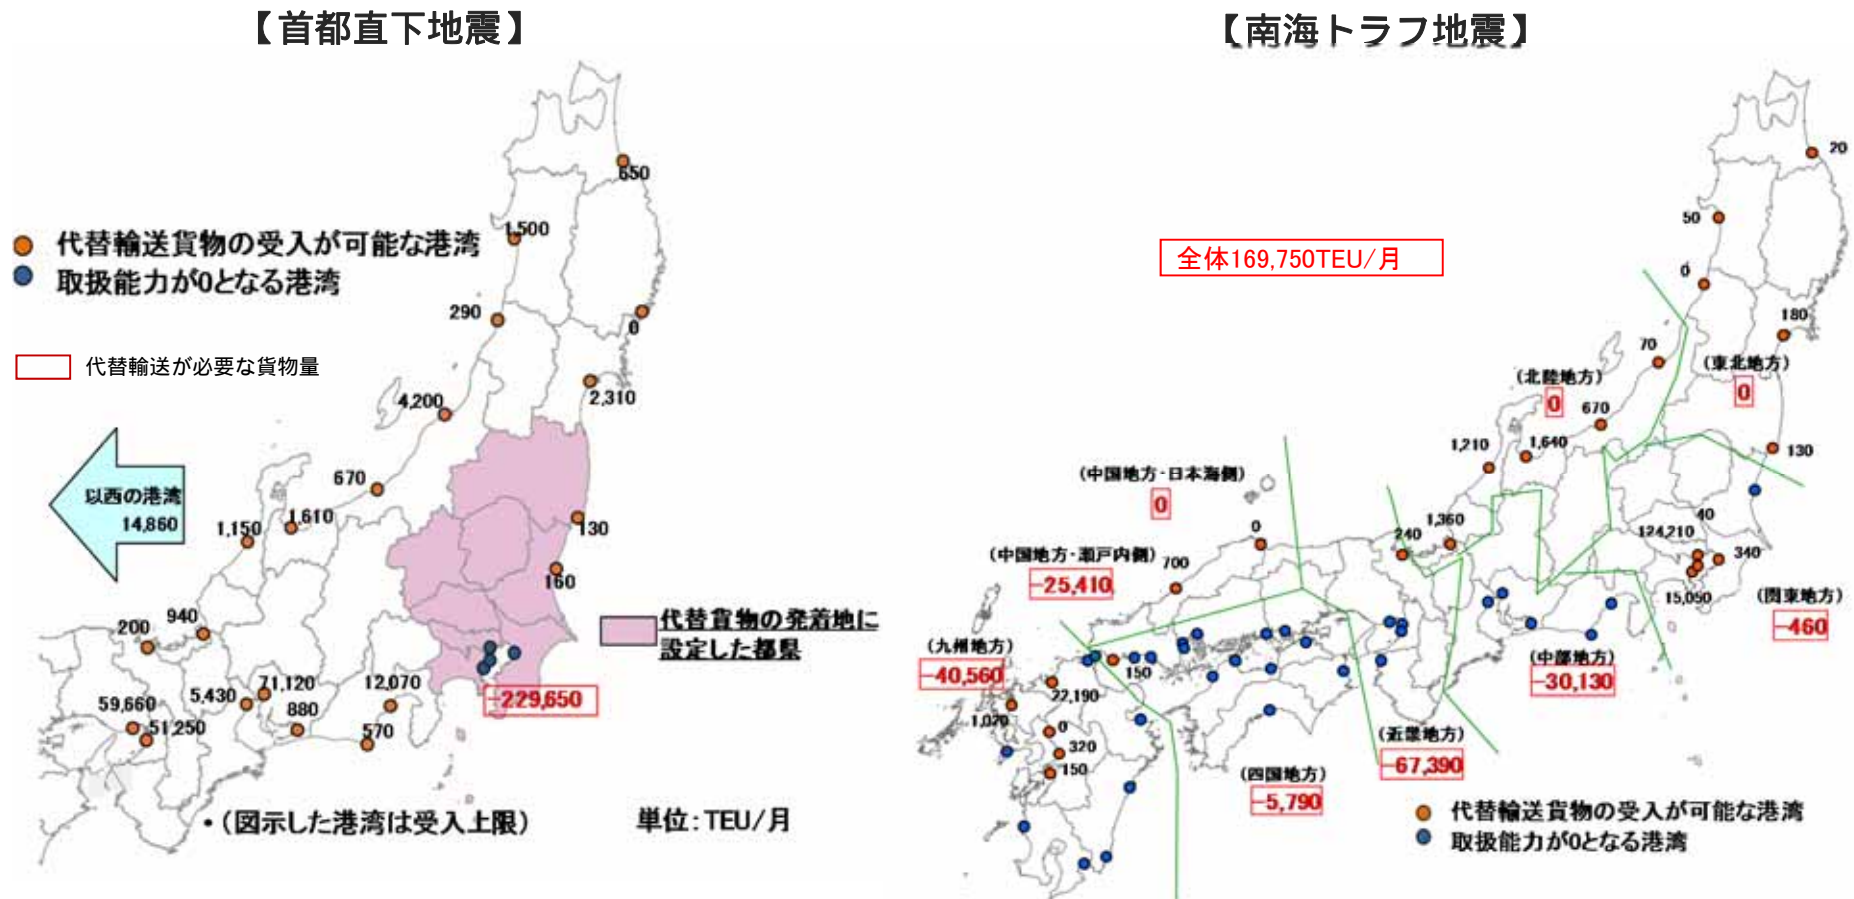 【首都直下地震】
650
1,500
代替輸送貨物の受入が可能な港湾
取扱能力が0となる港湾
290
0
代替輸送が必要な貨物量
2,310
4,200
670
以西の港湾
14,860
1,150
1,610
130
160
940
200
代替貨物の発着地に
設定した都県
71,120
12,070
5,430
-229,650
59,660
880
51,250
570
・(図示した港湾は受入上限)
単位:TEU/月
【南海トラフ地震】
20
50
全体169,750TEU/月
0
180
70
(東北地方)
0
(北陸地方)
0
670
1,210
1,640
130
(中国地方・日本海側)
0
40
1,360
124,210
0
240
340
(中国地方・瀬戸内側)
-25,410
700
15,050
(関東地方)
-460
(九州地方)
-40,560
150
(中部地方)
-30,130
22,190
1,070
0
320
150
(近畿地方)
-67,390
(四国地方)
-5,790
代替輸送貨物の受入が可能な港湾
取扱能力が0となる港湾